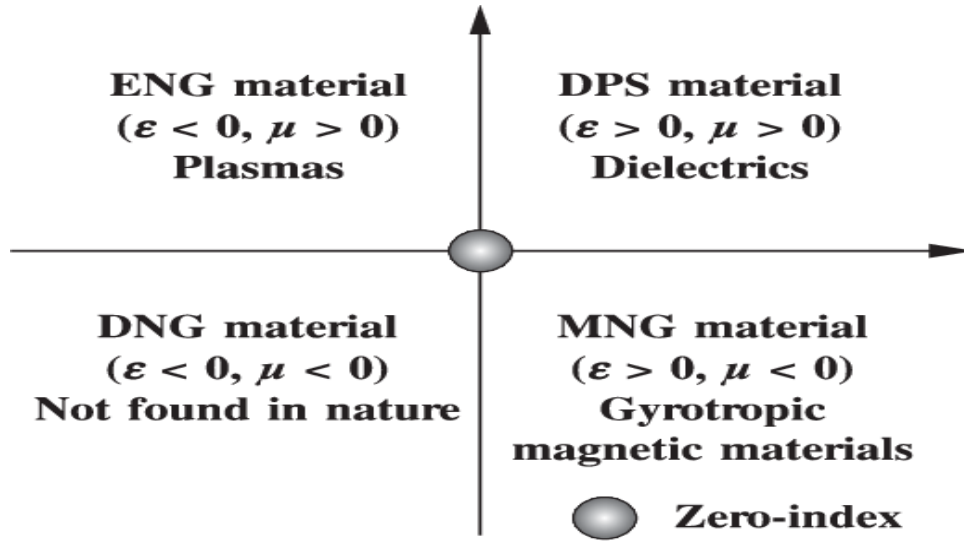 ENG material
(ε < 0, μ > 0)
Plasmas
DPS material
(ε > 0, μ > 0)
Dielectrics
DNG material
(ε < 0, μ < 0)
Not found in nature
MNG material
(ε > 0, μ < 0)
Gyrotropic
magnetic materials
Zero-index